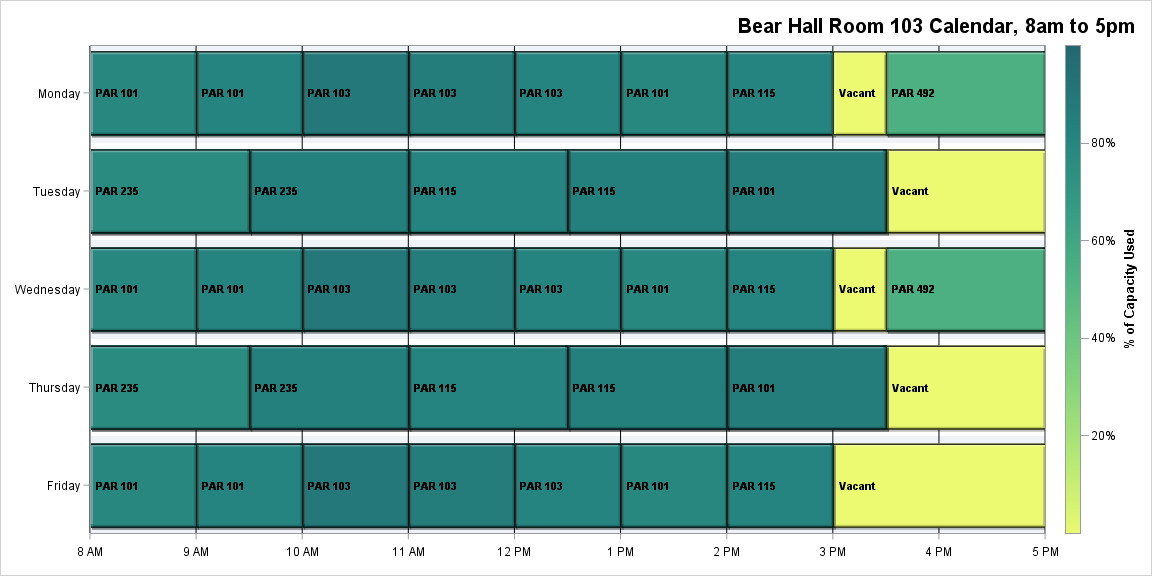 Bear Hall Room 103 Calendar, 8am to 5pm
Monday
PAR 101
PAR 101
PAR 103
PAR 103
PAR 103
PAR 101
PAR 115
Vacant
PAR 492
Tuesday
PAR 235
PAR 235
PAR 115
PAR 115
PAR 101
Vacant
Wednesday
PAR 101
PAR 101
PAR 103
PAR 103
PAR 103
PAR 101
PAR 115
Vacant
PAR 492
Thursday
PAR 235
PAR 235
PAR 115
PAR 115
PAR 101
Vacant
Friday
PAR 101
PAR 101
PAR 103
PAR 103
PAR 103
PAR 101
PAR 115
Vacant
8 AM
9 AM
10 AM
11 AM
12 PM
1 PM
2 PM
3 PM
4 PM
5 PM
80%
60%
40%
20%
% of Capacity Used